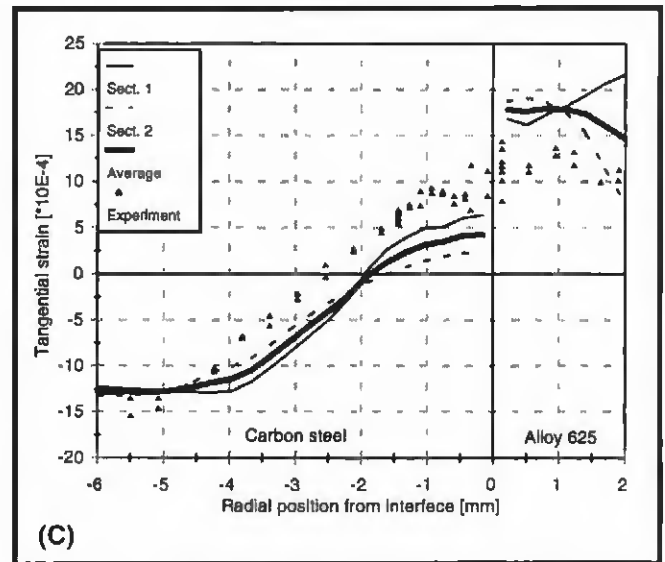 25
20
15
10
5
0
-5
-10
-15
-20
Tangential strain [*10E-4]
Sect. 1
Sect. 2
Average
Experiment
Carbon steel
Alloy 625
-6 -5 -4 -3 -2 -1 0 1 2
Radial position from Interfece [mm]
(C)